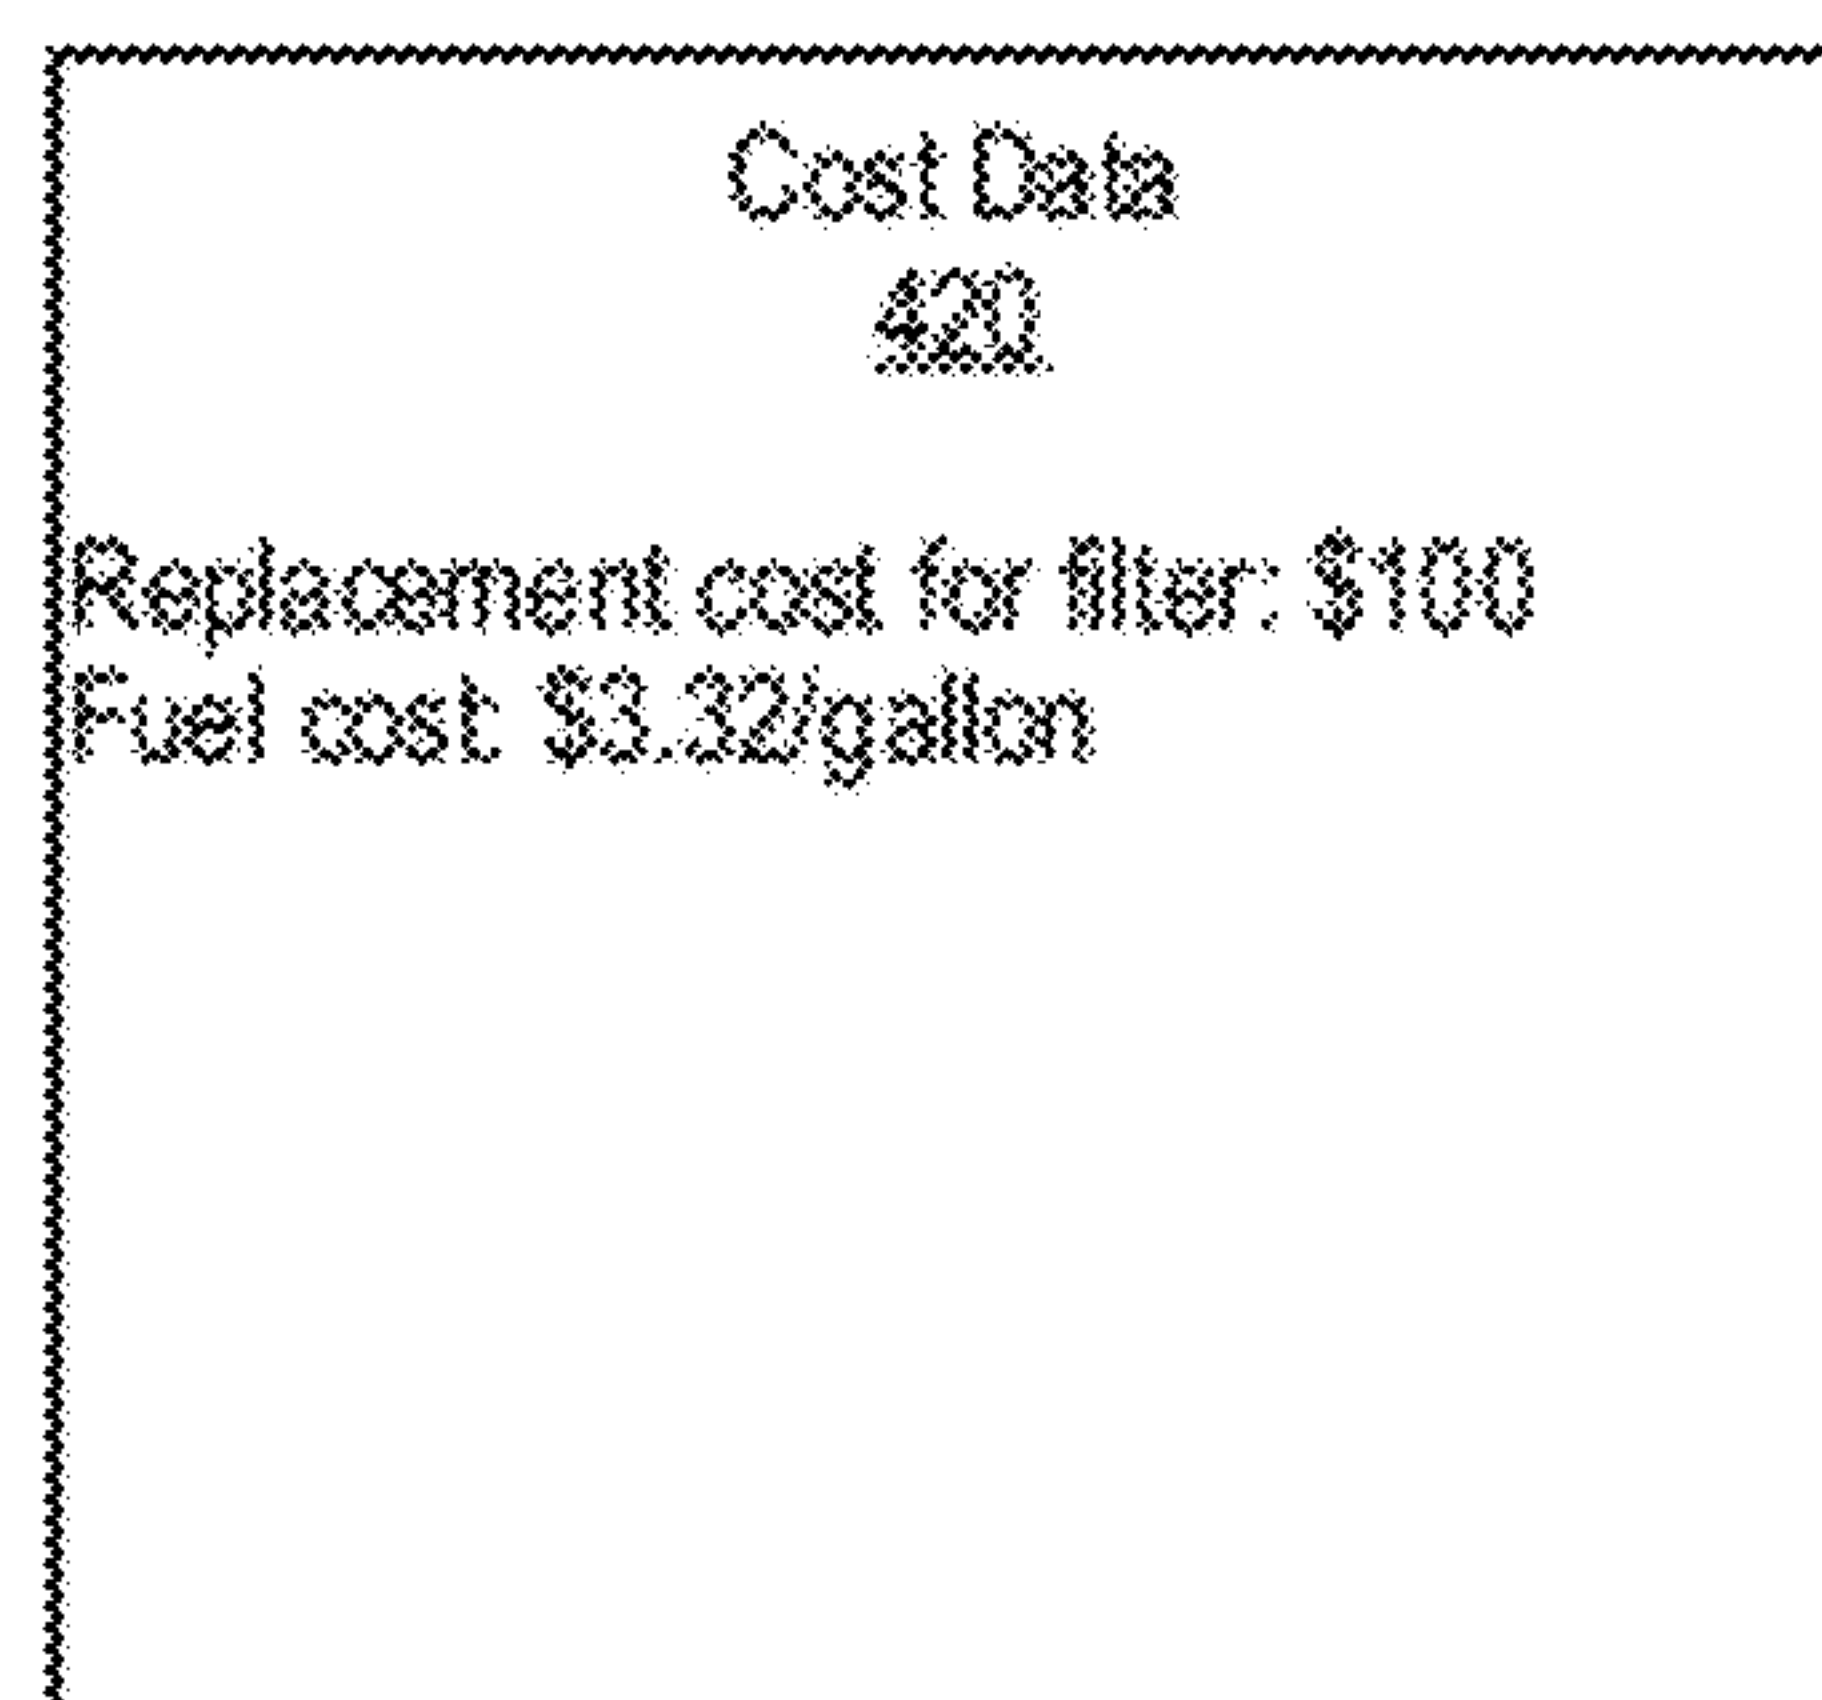 Cost Data
420
Replacement cost for filter: $100
Fuel cost $3.32/gallon